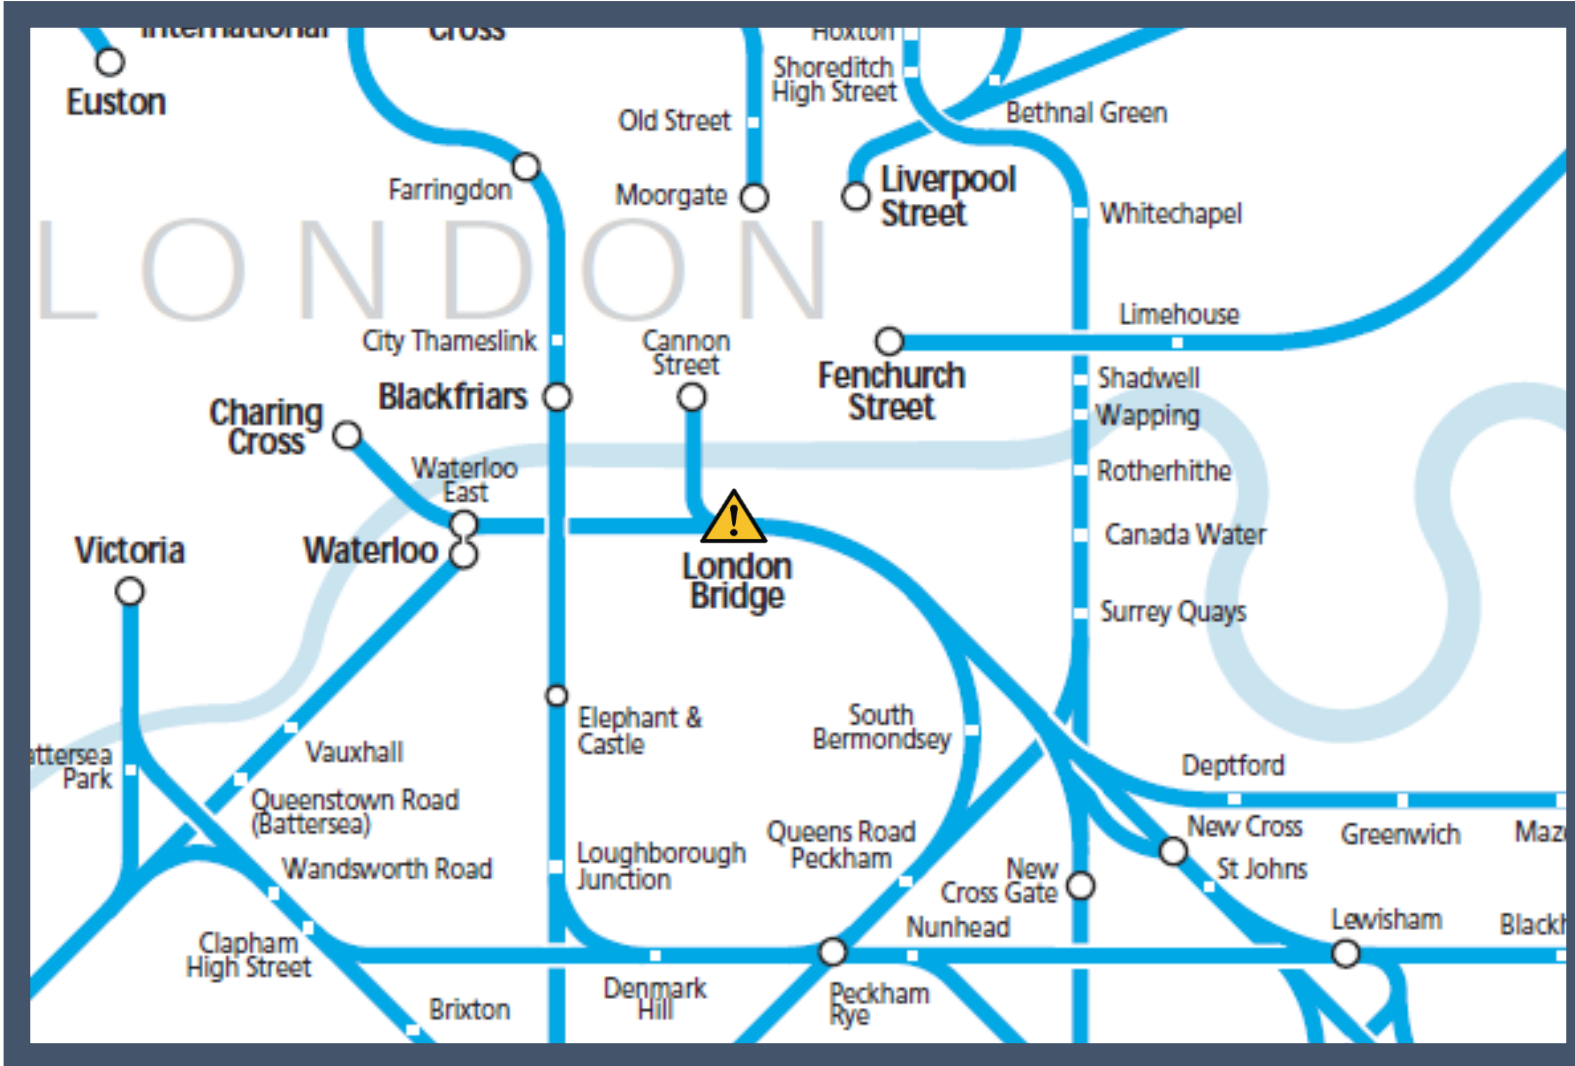 International
Cross
Hoxton
Euston
Shoreditch
High Street
Old Street
Bethnal Green
Farringdon
Moorgate
Liverpool
Street
Whitechapel
LONDON
Limehouse
City Thameslink
Cannon
Street
Fenchurch
Street
Shadwell
Blackfriars
Charing
Cross
Wapping
Waterloo
East
Rotherhithe
!
Canada Water
Victoria
Waterloo
London
Bridge
Surrey Quays
South
Bermondsey
Elephant &
Castle
attersea
Park
Vauxhall
Deptford
Queenstown Road
(Battersea)
New Cross
Greenwich
Maze
Queens Road
Peckham
Loughborough
Junction
Wandsworth Road
St Johns
New
Cross Gate
Nunhead
Lewisham
Blackh
Clapham
High Street
Denmark
Hill
Peckham
Rye
Brixton